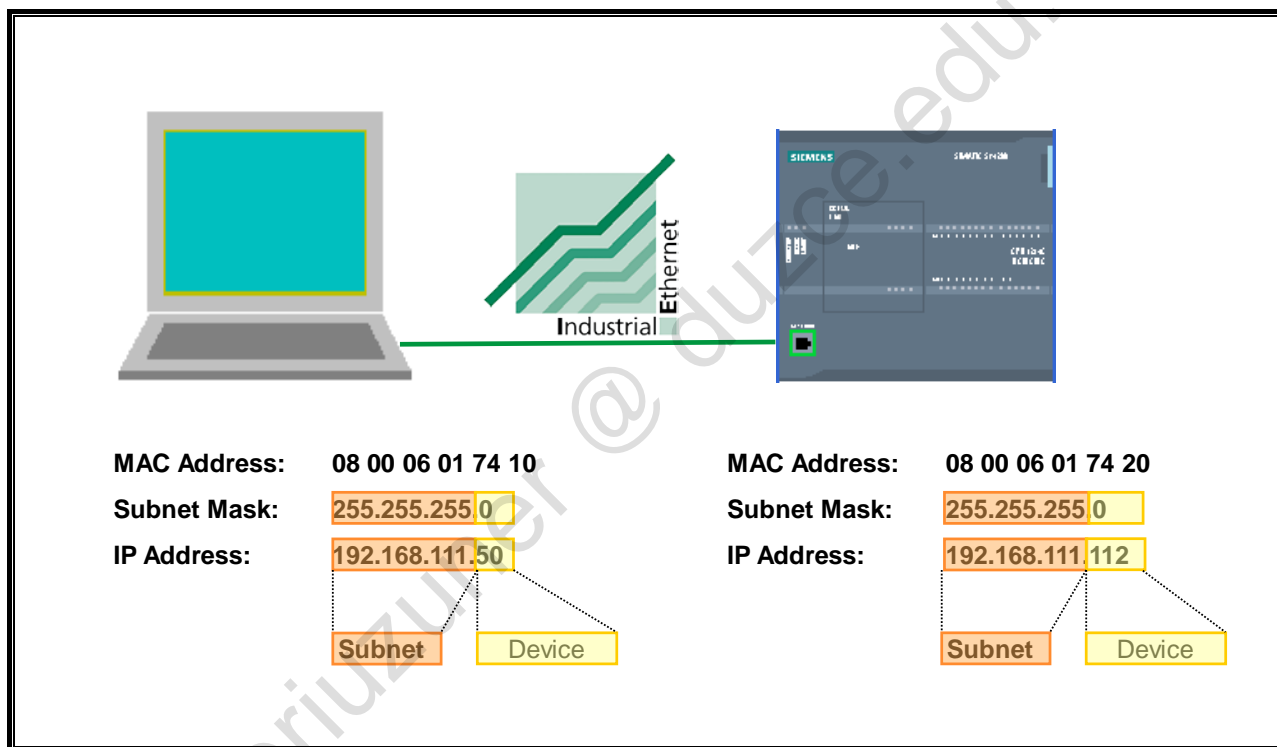 SIEMENS
Industrial
Ethernet
MAC Address: 08 00 06 01 74 10
Subnet Mask: 255.255.255.0
IP Address: 192.168.111.50
Subnet Device
MAC Address: 08 00 06 01 74 20
Subnet Mask: 255.255.255.0
IP Address: 192.168.111.112
Subnet Device
@ duzce.edu.